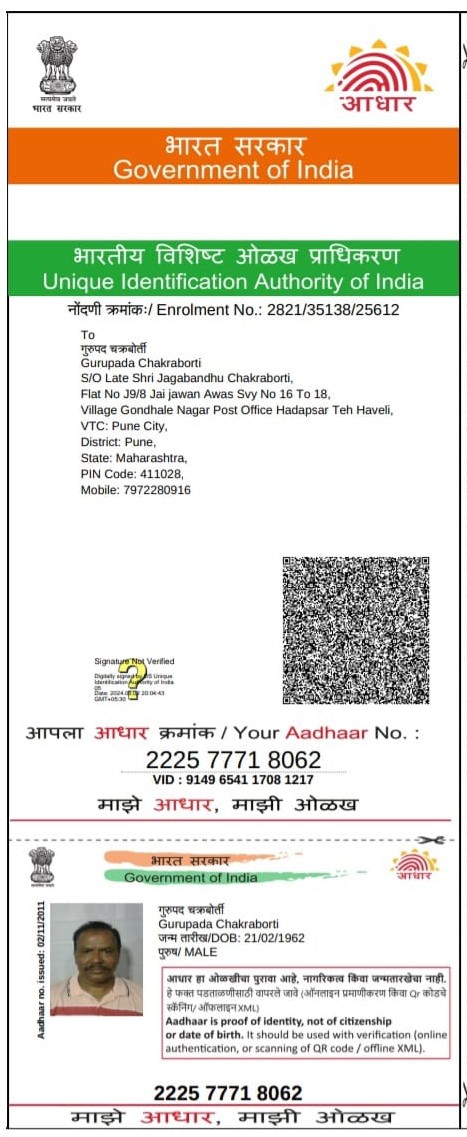 सत्यमेव जयते
भारत सरकार
आधार
भारत सरकार
Government of India
भारतीय विशिष्ट ओळख प्राधिकरण
Unique Identification Authority of India
नोंदणी क्रमांकः/ Enrolment No.: 2821/35138/25612
To
गुरुपद चक्रबोर्ती
Gurupada Chakraborti
S/O Late Shri Jagabandhu Chakraborti,
Flat No J9/8 Jai jawan Awas Svy No 16 To 18,
Village Gondhale Nagar Post Office Hadapsar Teh Haveli,
VTC: Pune City,
District: Pune,
State: Maharashtra,
PIN Code: 411028,
Mobile: 7972280916
Signature Not Verified
Digitally signed by DS Unique
Identification Authority of India
05
Date: 2024. 20:04:43
GMT+05:30
आपला आधार क्रमांक / Your Aadhaar No. :
2225 7771 8062
VID : 9149 6541 1708 1217
माझे आधार, माझी ओळख
भारत सरकार
Government of India
आधार
Aadhaar no. issued: 02/11/2011
गुरुपद चक्रबोर्ती
Gurupada Chakraborti
जन्म तारीख/DOB: 21/02/1962
पुरुष/ MALE
आधार हा ओळखीचा पुरावा आहे, नागरिकत्व किंवा जन्मतारखेचा नाही.
हे फक्त पडताळणीसाठी वापरले जावे (ऑनलाइन प्रमाणीकरण किंवा Qr कोडचे
स्कॅनिंग/ ऑफलाइन XML)
Aadhaar is proof of identity, not of citizenship
or date of birth. It should be used with verification (online
authentication, or scanning of QR code / offline XML).
2225 7771 8062
माझे आधार, माझी ओळख